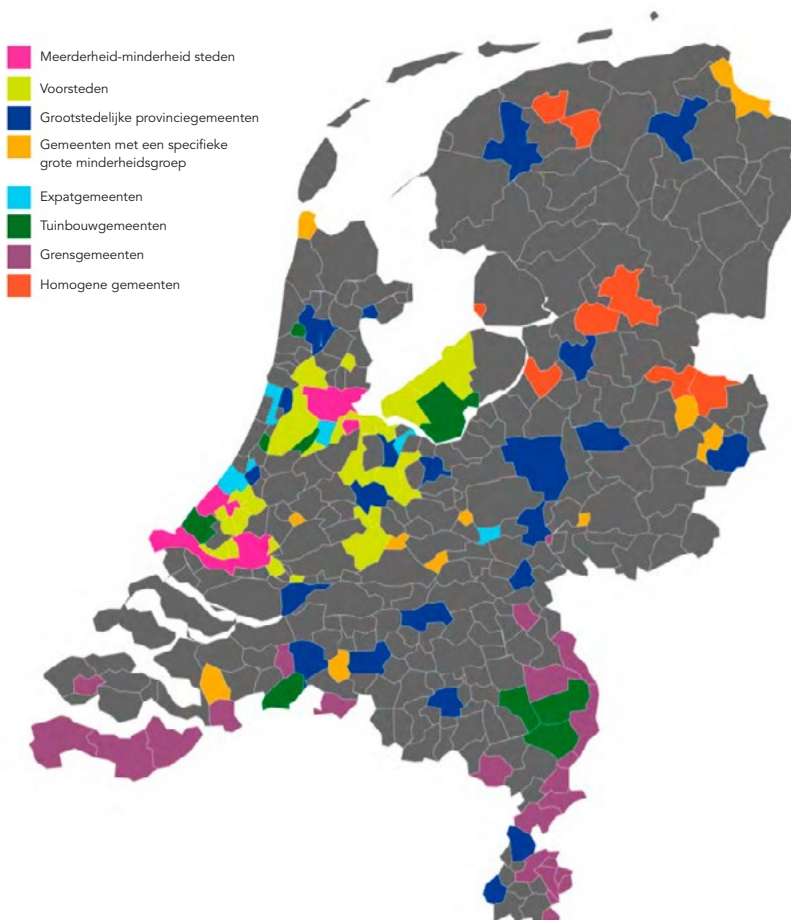 Meerderheid-minderheid steden
Voorsteden
Grootstedelijke provinciegemeenten
Gemeenten met een specifieke
grote minderheidsgroep
Expatgemeenten
Tuinbouwgemeenten
Grensgemeenten
Homogene gemeenten